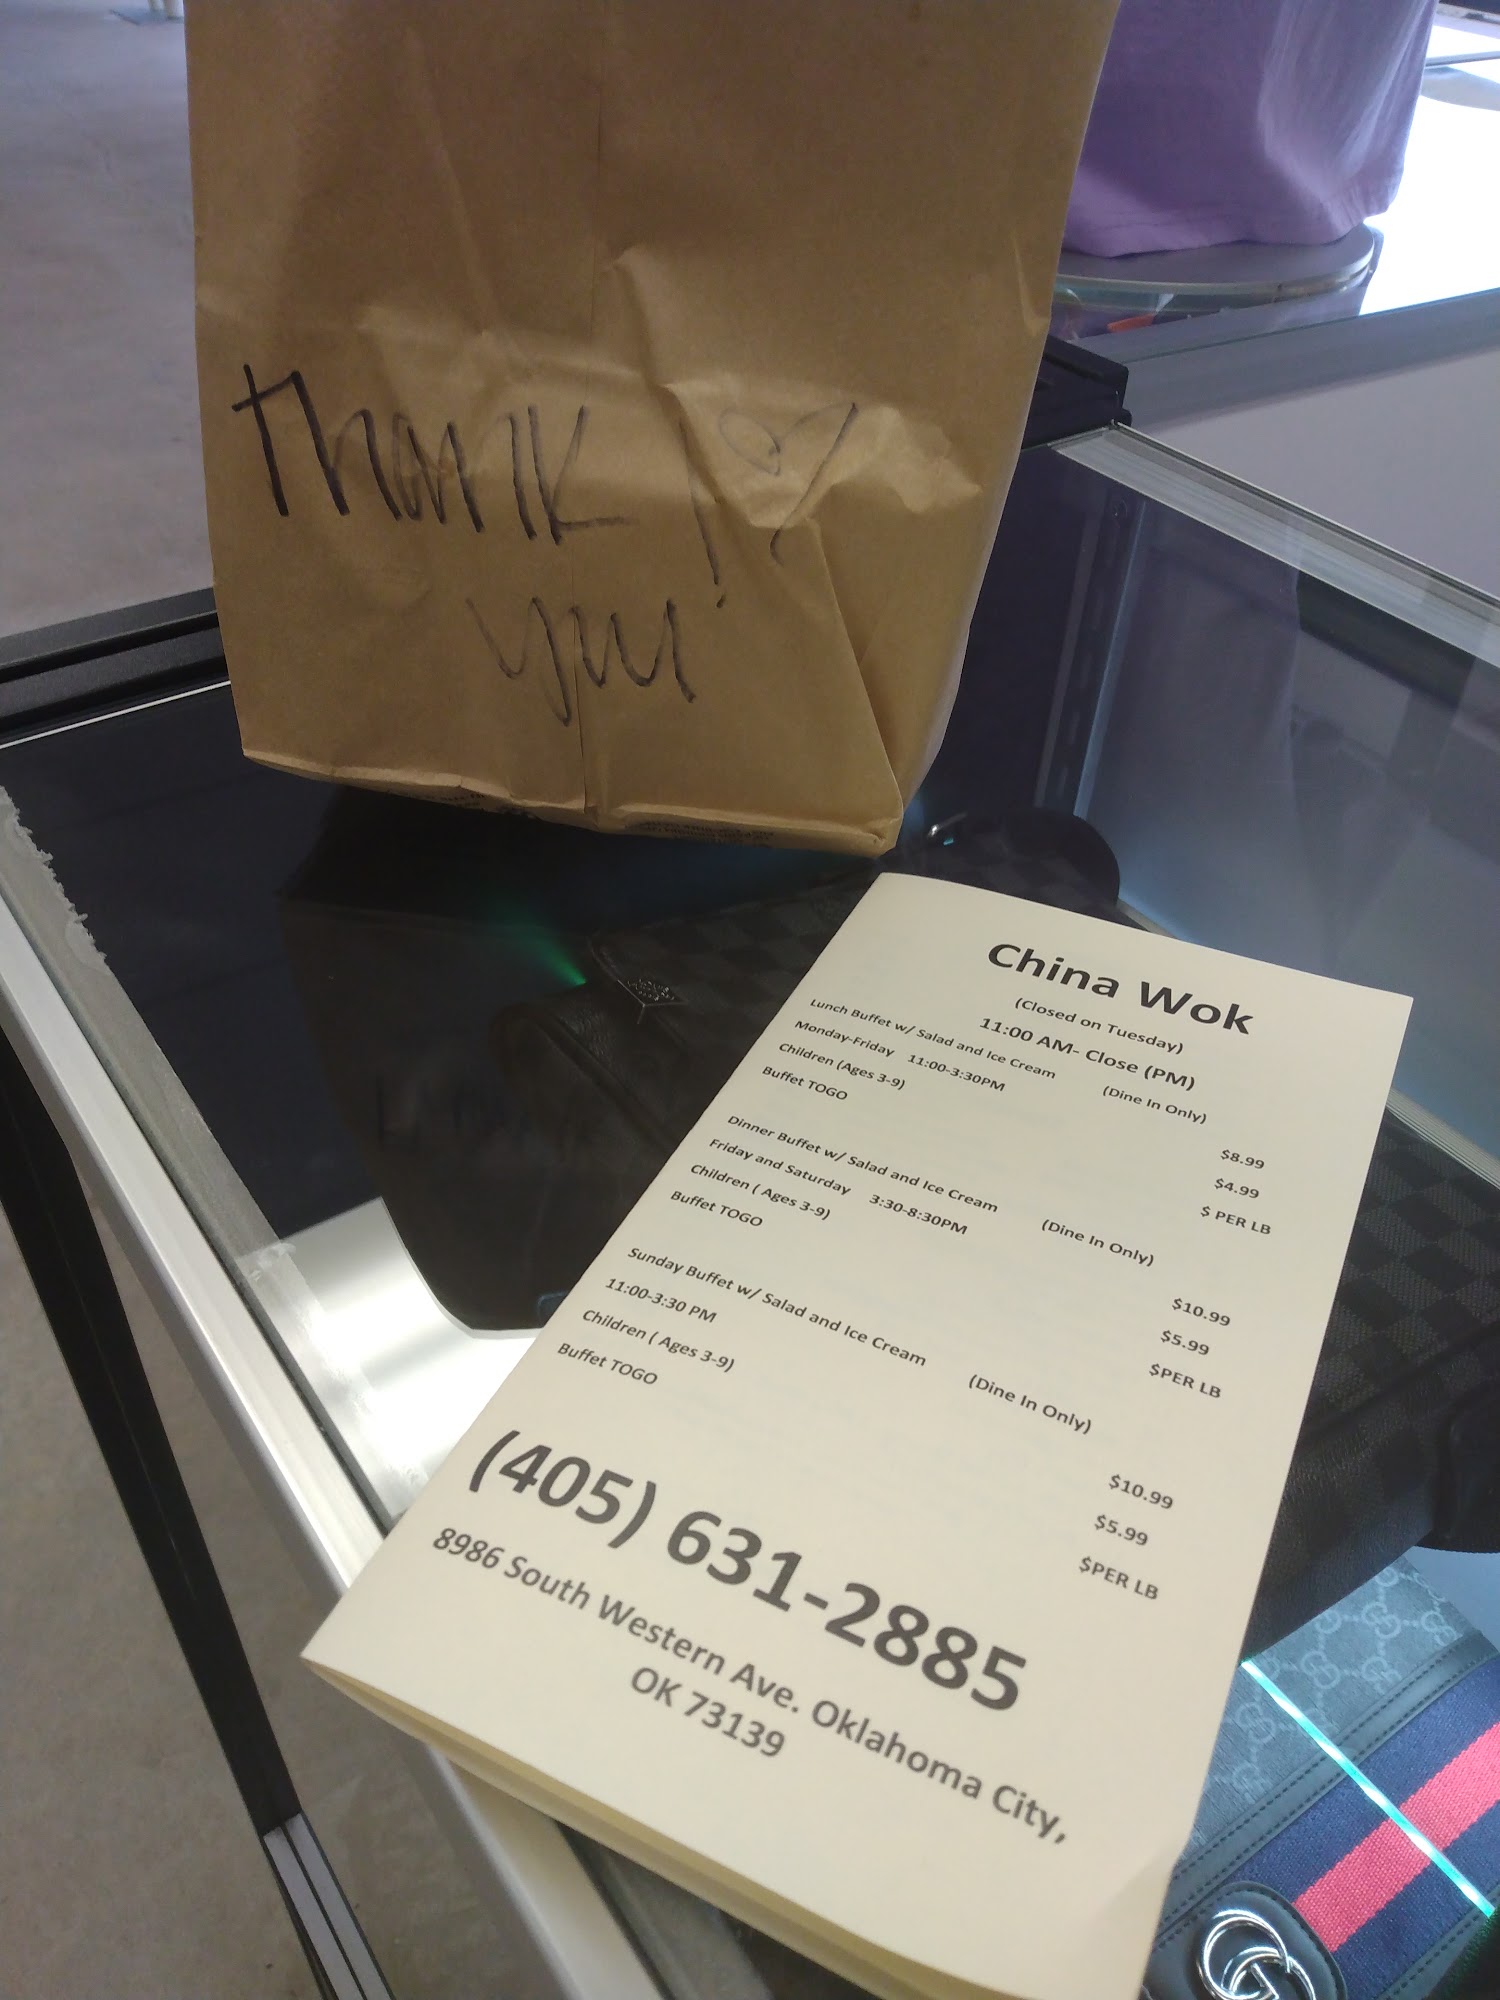 Thank
you!
China Wok
(Closed on Tuesday)
11:00 AM- Close (PM)
Lunch Buffet w/ Salad and Ice Cream (Dine In Only)
Monday-Friday 11:00-3:30PM $8.99
Children (Ages 3-9) $4.99
Buffet TOGO $ PER LB
Dinner Buffet w/ Salad and Ice Cream (Dine In Only)
Friday and Saturday 3:30-8:30PM $10.99
Children ( Ages 3-9) $5.99
Buffet TOGO $PER LB
Sunday Buffet w/ Salad and Ice Cream (Dine In Only)
11:00-3:30 PM $10.99
Children ( Ages 3-9) $5.99
Buffet TOGO $PER LB
(405) 631-2885
8986 South Western Ave. Oklahoma City,
OK 73139